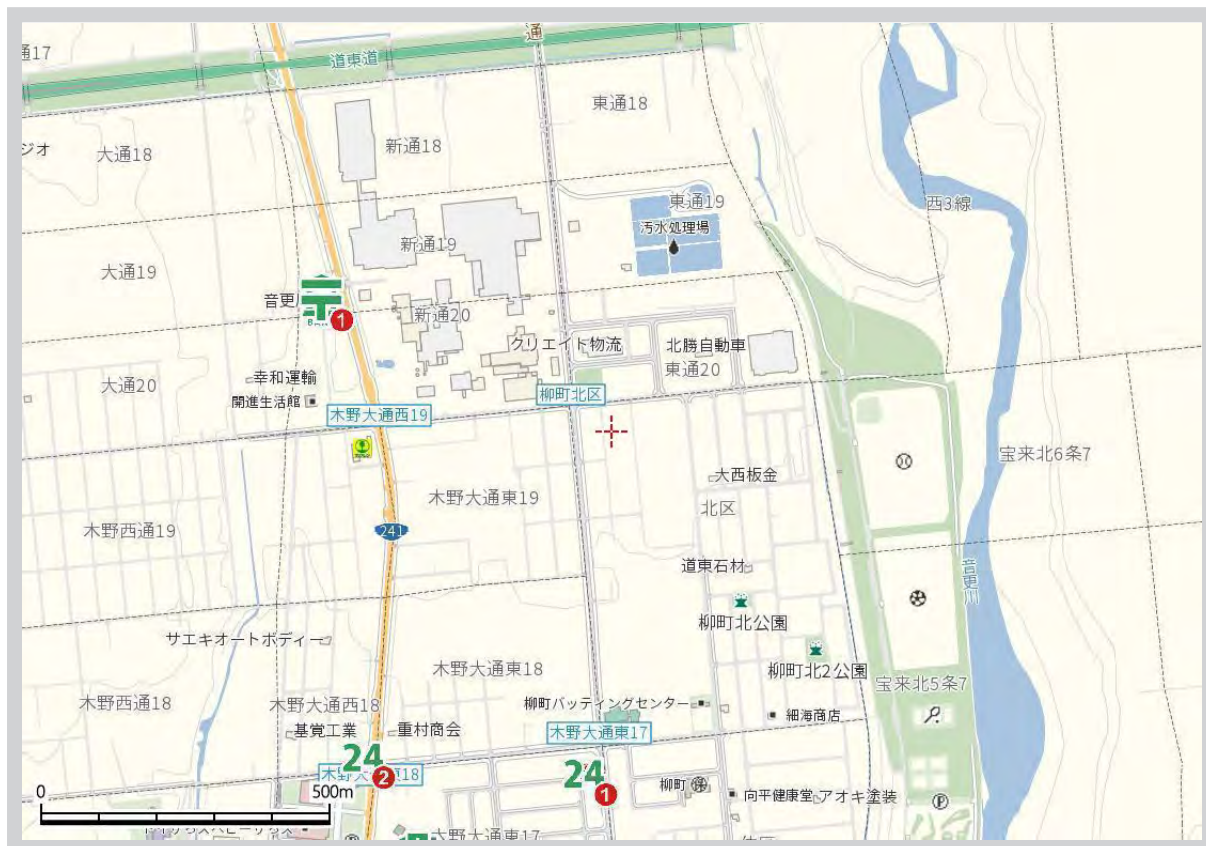 通
通17
道東道
東通18
ジオ
大通18
新通18
東通19
西3線
汚水処理場
新通19
大通19
音更
1
新通20
クリエイト物流
北勝自動車
東通20
大通20
幸和運輸
開進生活館
柳町北区
木野大通西19
宝来北6条7
大西板金
木野大通東19
北区
木野西通19
241
道東石材
音更川
柳町北公園
サエキオートボディー
木野大通東18
柳町北2公園
宝来北5条7
木野西通18
木野大通西18
柳町バッティングセンター
細海商店
基覚工業
重村商会
木野大通東17
24
2
24
1
0
500m
柳町
保
向平健康堂
アオキ塗装
P
木野大通東17